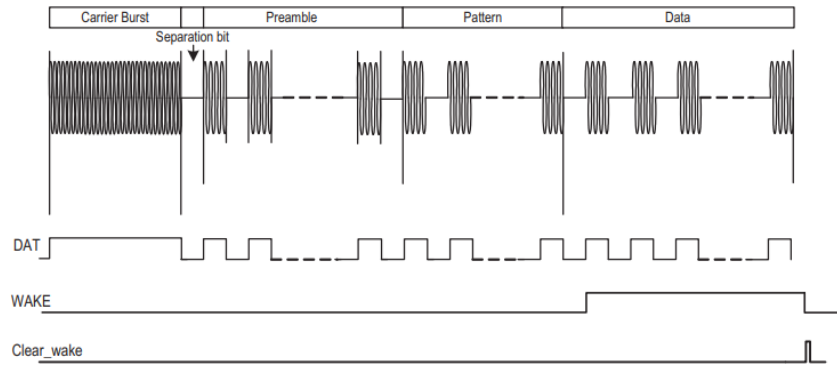 Carrier Burst Preamble Pattern Data
Separation bit
DAT
WAKE
Clear_wake